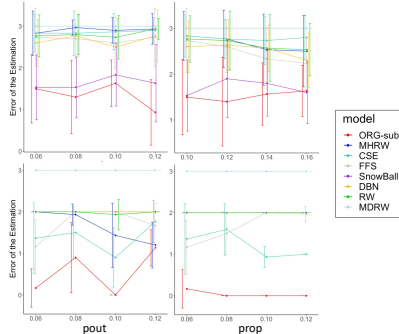 Error of the Estimation
3
2
1
0
0.06 0.08 0.10 0.12
3
2
1
0.10 0.12 0.14 0.16
Error of the Estimation
3
2
1
0
0.06 0.08 0.10 0.12
pout
3
2
1
0
0.06 0.08 0.10 0.12
prop
model
ORG-sub
MHRW
CSE
FFS
SnowBall
DBN
RW
MDRW